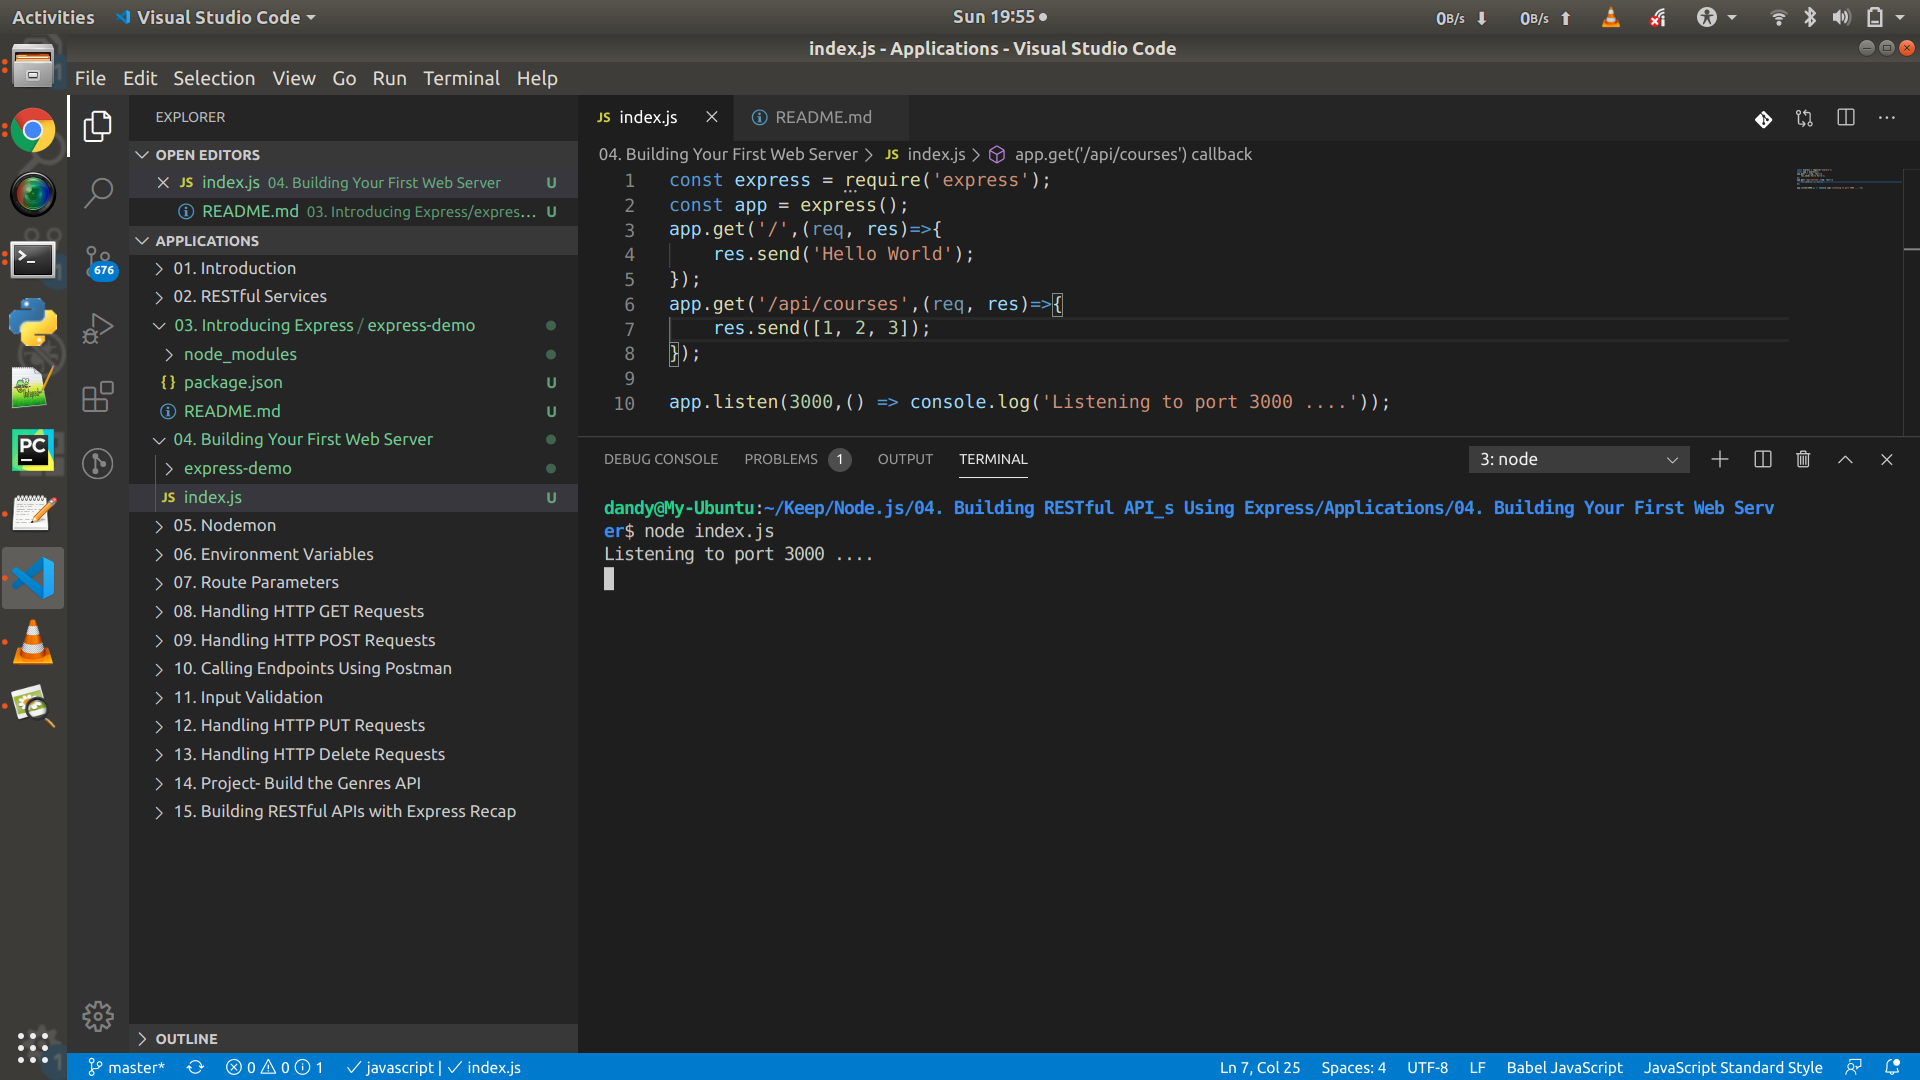 Activities
Visual Studio Code
Sun 19:55
0B/s
0B/s
index.js - Applications - Visual Studio Code
File Edit Selection View Go Run Terminal Help
EXPLORER
OPEN EDITORS
JS index.js 04. Building Your First Web Server U
README.md 03. Introducing Express/expres... U
APPLICATIONS
01. Introduction
02. RESTful Services
03. Introducing Express / express-demo
node_modules
{} package.json U
README.md U
04. Building Your First Web Server
express-demo
JS index.js U
05. Nodemon
06. Environment Variables
07. Route Parameters
08. Handling HTTP GET Requests
09. Handling HTTP POST Requests
10. Calling Endpoints Using Postman
11. Input Validation
12. Handling HTTP PUT Requests
13. Handling HTTP Delete Requests
14. Project- Build the Genres API
15. Building RESTful APIs with Express Recap
OUTLINE
676
PC
JS index.js
README.md
04. Building Your First Web Server > JS index.js > app.get('/api/courses') callback
1 const express = require('express');
2 const app = express();
3 app.get('/',(req, res)=>{
4 res.send('Hello World');
5 });
6 app.get('/api/courses',(req, res)=>{
7 res.send([1, 2, 3]);
8 });
9
10 app.listen(3000,() => console.log('Listening to port 3000 ....'));
DEBUG CONSOLE PROBLEMS 1 OUTPUT TERMINAL
3: node
dandy@My-Ubuntu:~/Keep/Node.js/04. Building RESTful API_s Using Express/Applications/04. Building Your First Web Serv
er$ node index.js
Listening to port 3000 ....
master* 0 0 1 javascript | index.js
Ln 7, Col 25 Spaces: 4 UTF-8 LF Babel JavaScript JavaScript Standard Style